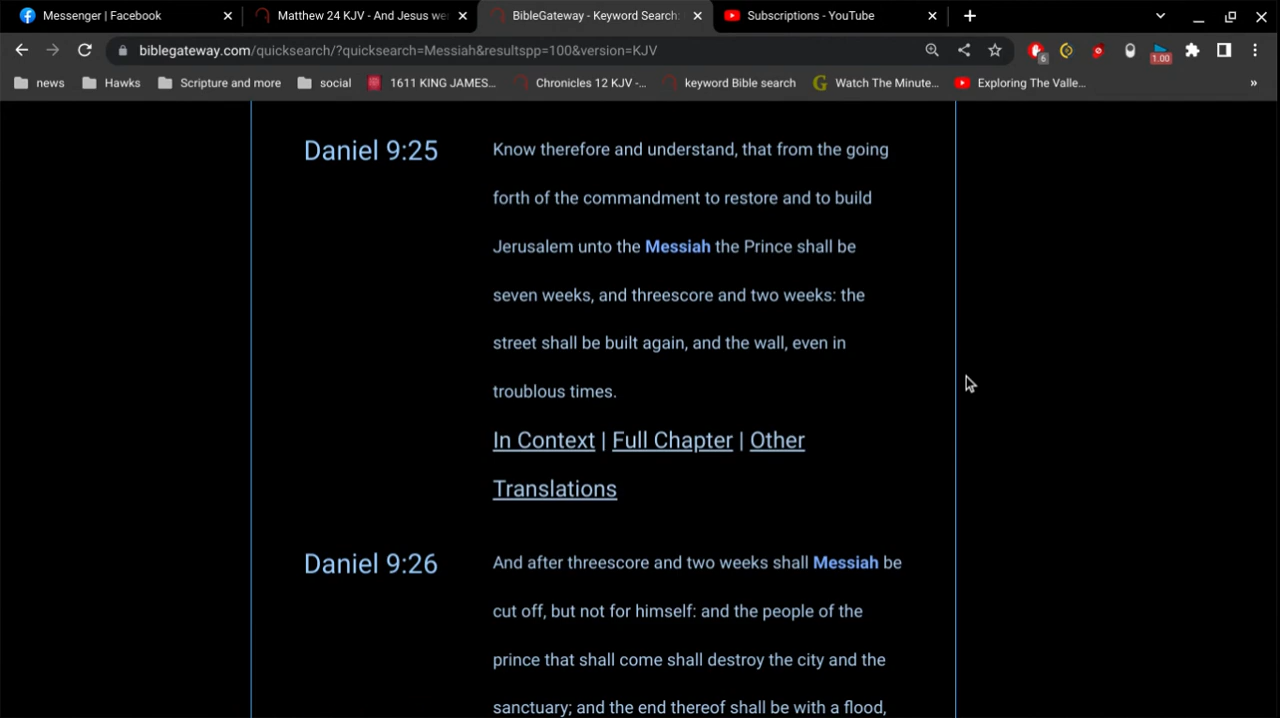 Messenger | Facebook
Matthew 24 KJV - And Jesus we
BibleGateway - Keyword Search:
Subscriptions - YouTube
biblegateway.com/quicksearch/?quicksearch=Messiah&resultspp=100&version=KJV
6
1.00
news
Hawks
Scripture and more
social
1611 KING JAMES...
Chronicles 12 KJV -...
keyword Bible search
Watch The Minute...
Exploring The Valle...
»
Daniel 9:25
Know therefore and understand, that from the going
forth of the commandment to restore and to build
Jerusalem unto the Messiah the Prince shall be
seven weeks, and threescore and two weeks: the
street shall be built again, and the wall, even in
troublous times.
In Context | Full Chapter | Other
Translations
Daniel 9:26
And after threescore and two weeks shall Messiah be
cut off, but not for himself: and the people of the
prince that shall come shall destroy the city and the
sanctuary; and the end thereof shall be with a flood,